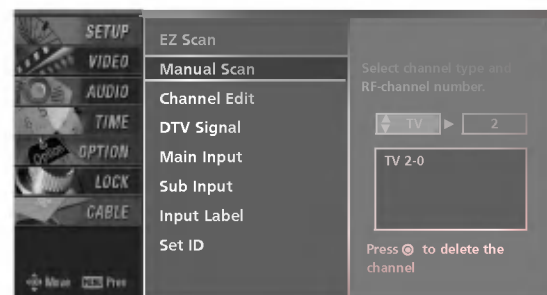 SETUP
VIDEO
AUDIO
TIME
OPTION
LOCK
CABLE
Move MENU Prev
EZ Scan
Manual Scan
Channel Edit
DTV Signal
Main Input
Sub Input
Input Label
Set ID
Select channel type and
RF-channel number.
TV 2
TV 2-0
Press to delete the
channel